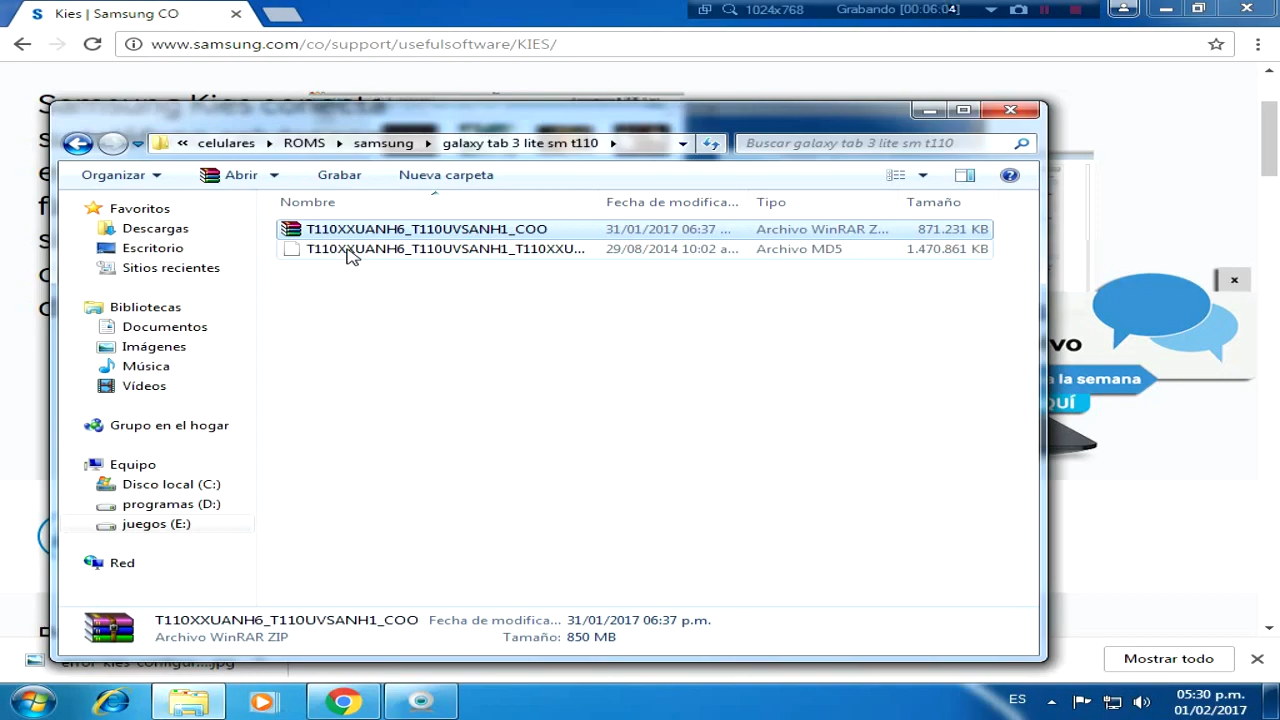 Kies | Samsung CO
1024x768
Grabando [00:06:04]
www.samsung.com/co/support/usefulsoftware/KIES/
celulares
ROMS
samsung
galaxy tab 3 lite sm t110
Buscar galaxy tab 3 lite sm t110
Organizar
Abrir
Grabar
Nueva carpeta
Nombre
Fecha de modifica...
Tipo
Tamaño
T110XXUANH6_T110UVSANH1_COO
31/01/2017 06:37 ...
Archivo WinRAR Z...
871.231 KB
T110XXUANH6_T110UVSANH1_T110XXU...
29/08/2014 10:02 a...
Archivo MD5
1.470.861 KB
Favoritos
Descargas
Escritorio
Sitios recientes
Bibliotecas
Documentos
Imágenes
Música
Vídeos
Grupo en el hogar
Equipo
Disco local (C:)
programas (D:)
juegos (E:)
Red
a la semana
T110XXUANH6_T110UVSANH1_COO
Fecha de modifica...
31/01/2017 06:37 p.m.
Archivo WinRAR ZIP
Tamaño:
850 MB
Mostrar todo
ES
05:30 p.m.
01/02/2017